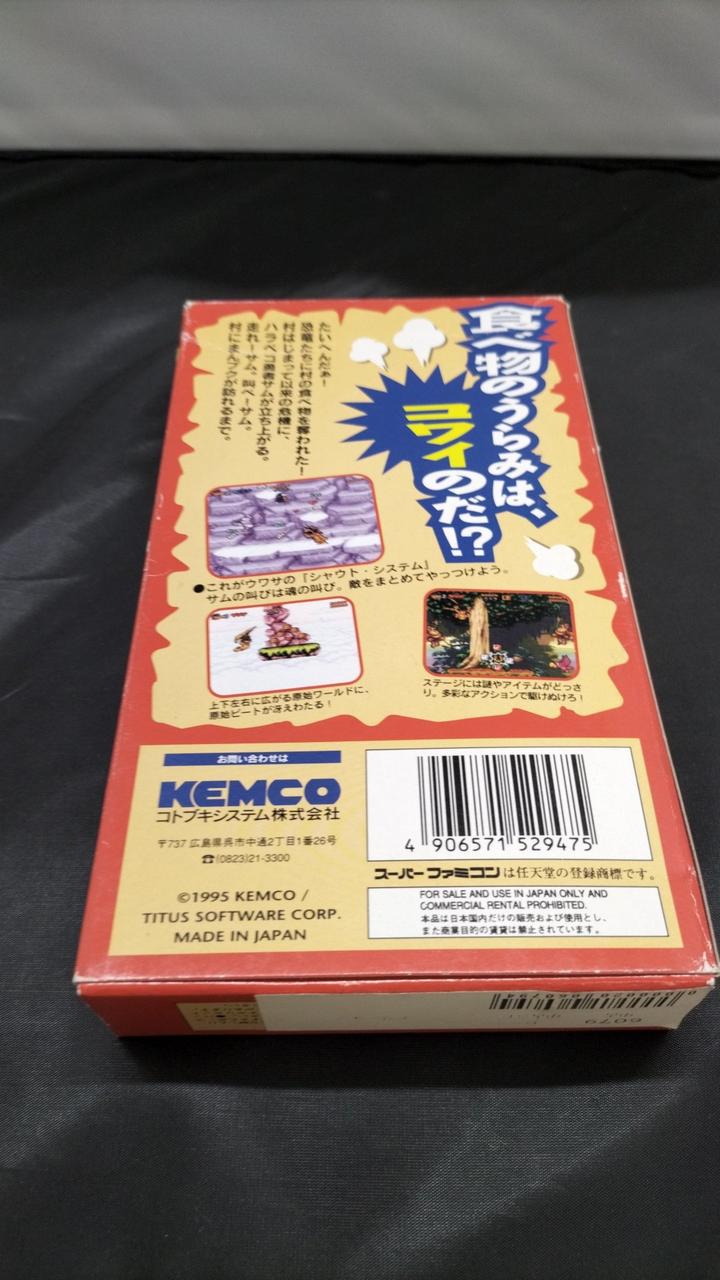 食べ物のうらみは、
コワイのだ!?
たいへんだぁー!
恐竜たちに村の食べ物を奪われた!
村はじまって以来の危機に、
ハラペコ勇者サムが立ち上がる。
走れーサム。叫べーサム。
村にまんプクが訪れるまで。
●これがウワサの『シャウト・システム』
サムの叫びは魂の叫び。敵をまとめてやっつけよう。
上下左右に広がる原始ワールドに、
原始ビートが冴えわたる!
ステージには謎やアイテムがどっさ
り。多彩なアクションで駆けぬけろ!
お問い合わせは
KEMCO
コトブキシステム株式会社
〒737 広島県呉市中通2丁目1番26号
☎(0823)21-3300
©1995 KEMCO /
TITUS SOFTWARE CORP.
MADE IN JAPAN
4 906571 529475
スーパーファミコンは任天堂の登録商標です。
FOR SALE AND USE IN JAPAN ONLY AND
COMMERCIAL RENTAL PROHIBITED.
本品は日本国内だけの販売および使用とし、
また商業目的の賃貸は禁止されています。
6079